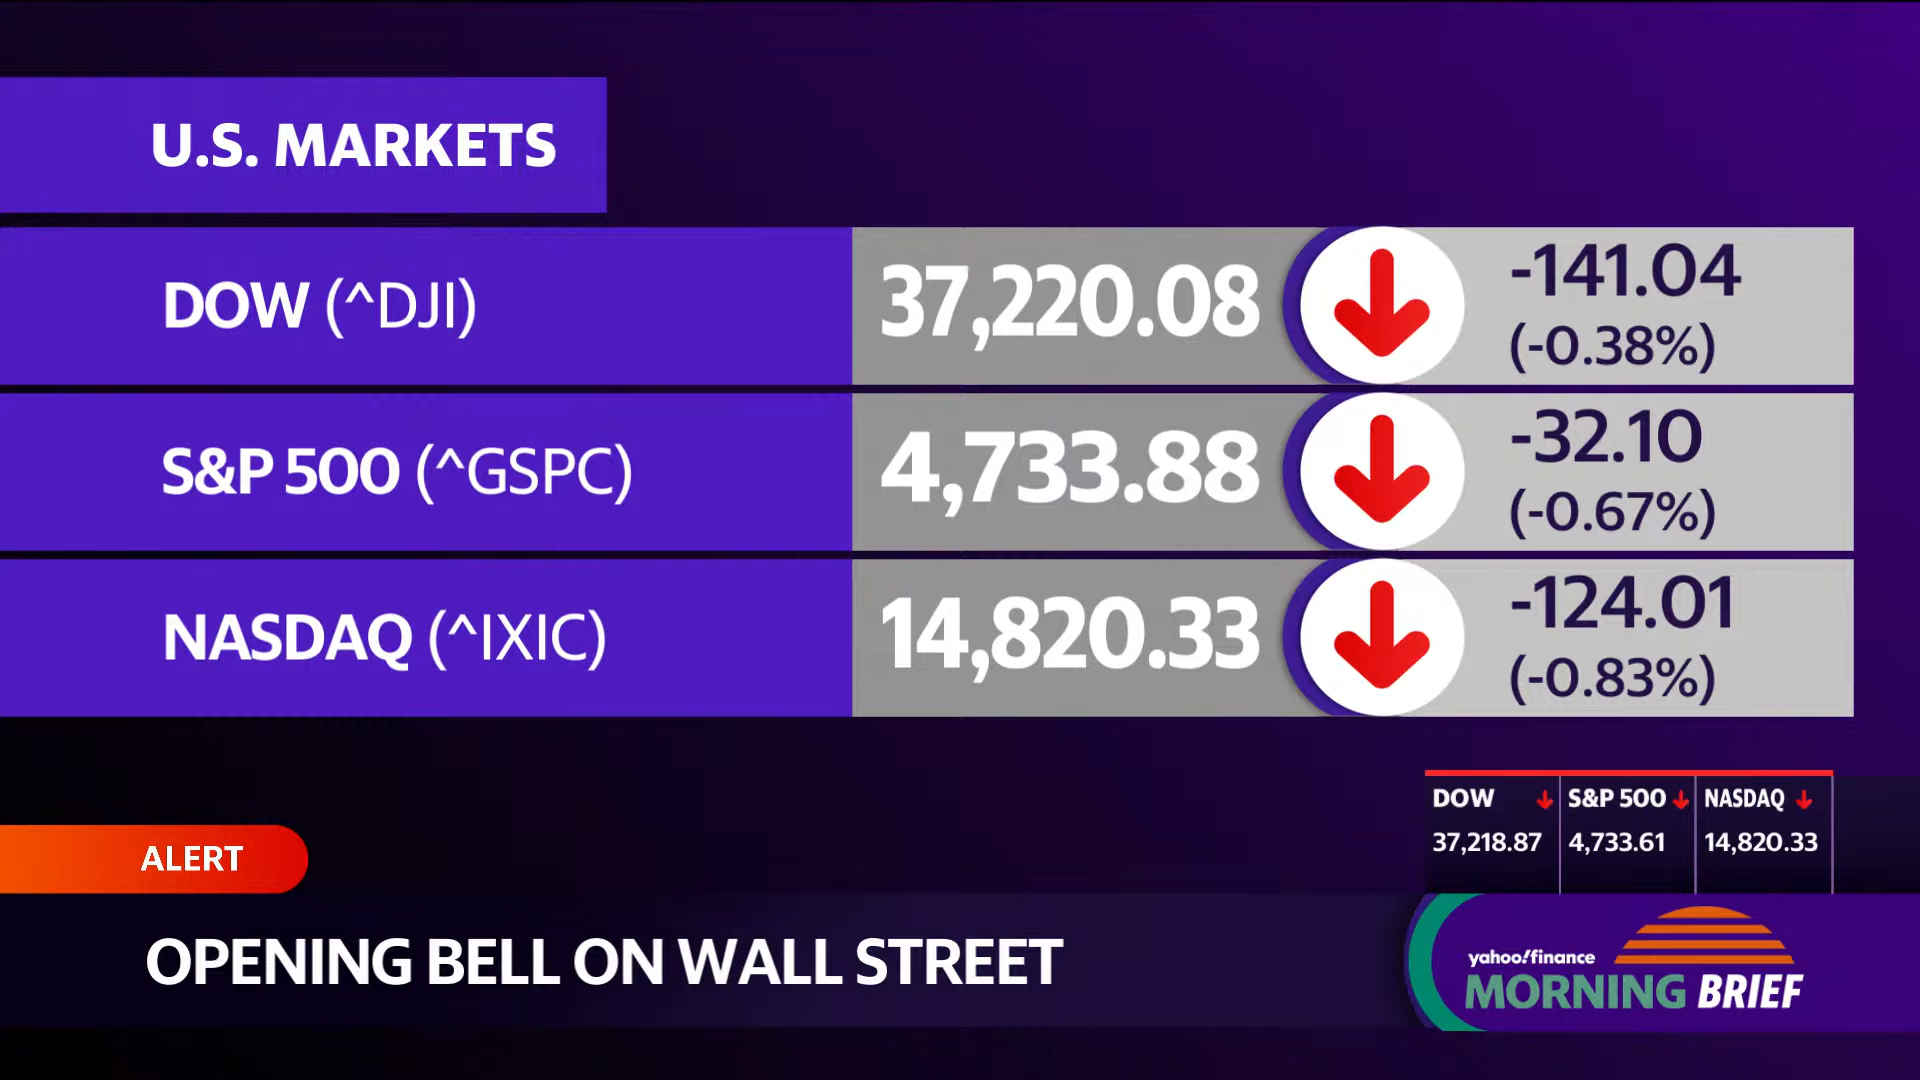 U.S. MARKETS
DOW (^DJI) 37,220.08 -141.04
(-0.38%)
S&P 500 (^GSPC) 4,733.88 -32.10
(-0.67%)
NASDAQ (^IXIC) 14,820.33 -124.01
(-0.83%)
DOW S&P 500 NASDAQ
37,218.87 4,733.61 14,820.33
ALERT
OPENING BELL ON WALL STREET
yahoo!finance
MORNING BRIEF